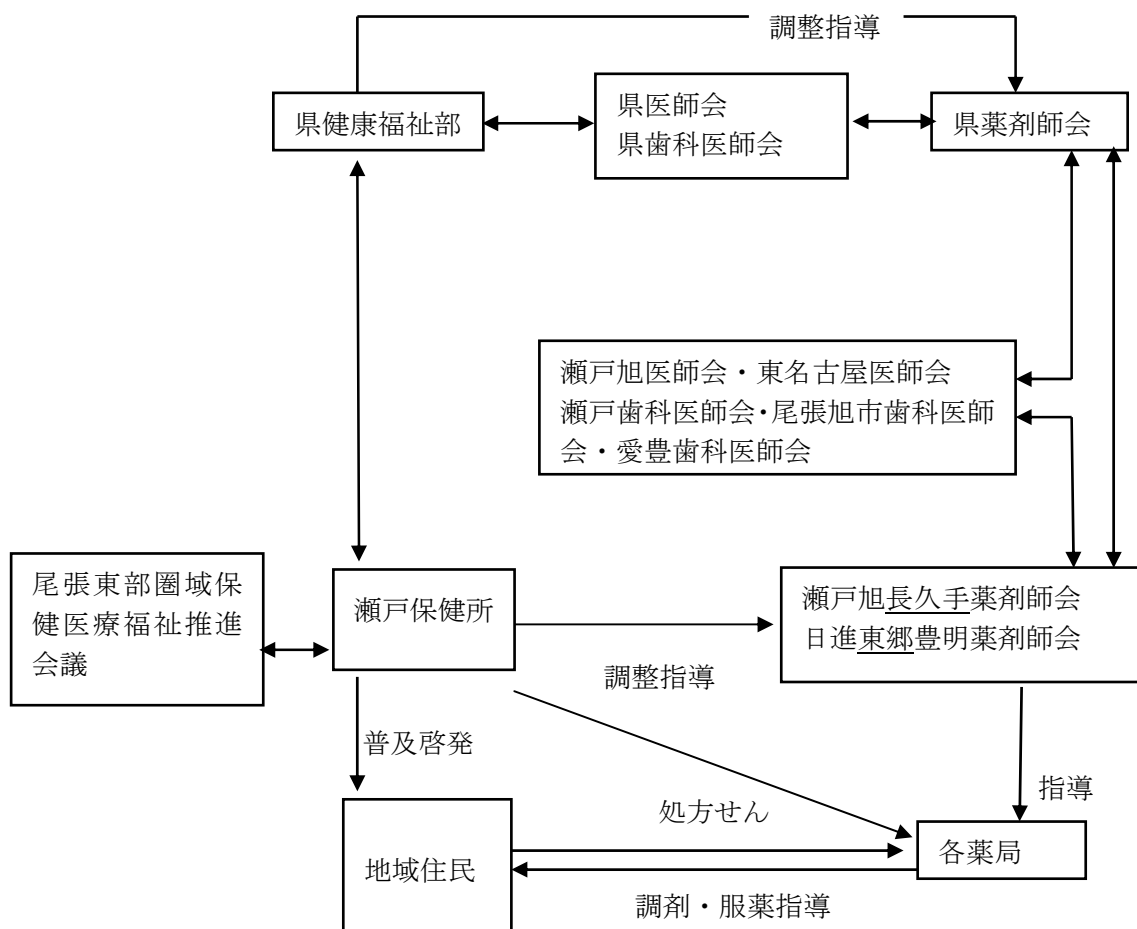 調整指導
県健康福祉部
県医師会
県歯科医師会
県薬剤師会
瀬戸旭医師会・東名古屋医師会
瀬戸歯科医師会・尾張旭市歯科医師
会・愛豊歯科医師会
尾張東部圏域保
健医療福祉推進
会議
瀬戸保健所
瀬戸旭長久手薬剤師会
日進東郷豊明薬剤師会
調整指導
普及啓発
指導
処方せん
地域住民
各薬局
調剤・服薬指導